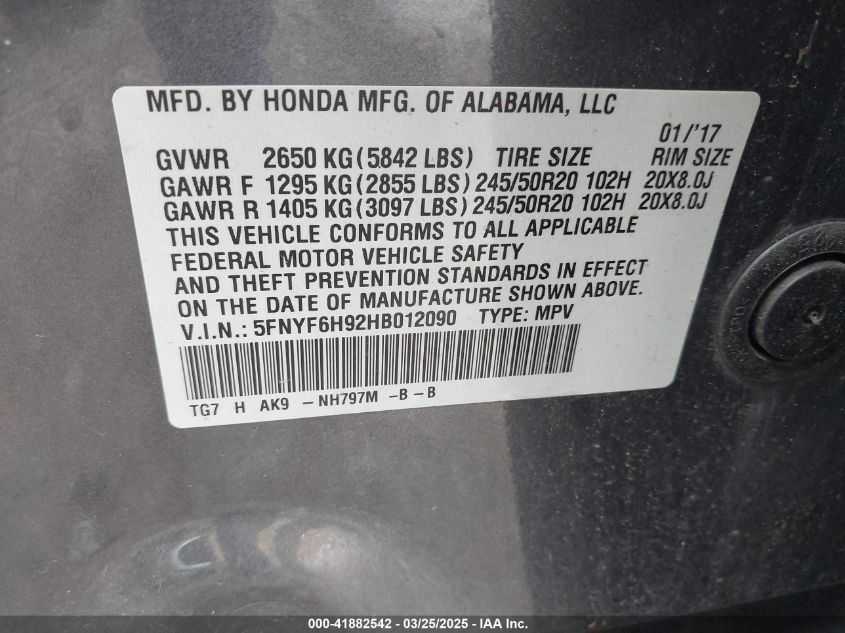 MFD. BY HONDA MFG. OF ALABAMA, LLC
01/'17
GVWR 2650 KG(5842 LBS) TIRE SIZE RIM SIZE
GAWR F 1295 KG(2855 LBS)245/50R20 102H 20X8.0J
GAWR R 1405 KG(3097 LBS)245/50R20 102H 20X8.0J
THIS VEHICLE CONFORMS TO ALL APPLICABLE
FEDERAL MOTOR VEHICLE SAFETY
AND THEFT PREVENTION STANDARDS IN EFFECT
ON THE DATE OF MANUFACTURE SHOWN ABOVE.
V.I.N.: 5FNYF6H92HB012090 TYPE: MPV
TG7 H AK9 -NH797M -B-B
000-41882542 - 03/25/2025 - IAA Inc.